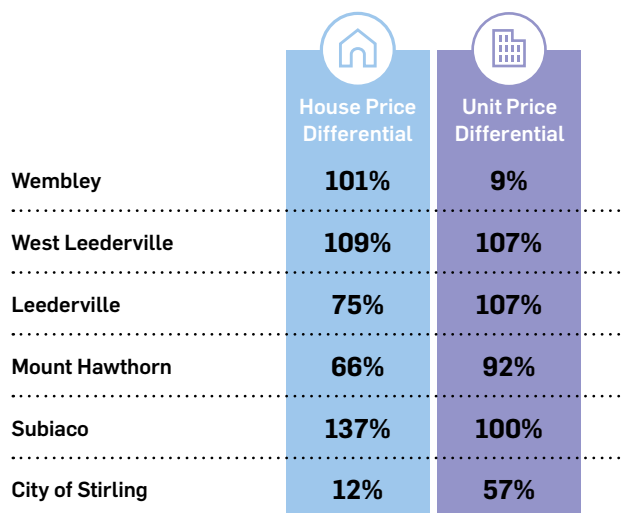 House Price Unit Price
Differential Differential
Wembley 101% 9%
West Leederville 109% 107%
Leederville 75% 107%
Mount Hawthorn 66% 92%
Subiaco 137% 100%
City of Stirling 12% 57%